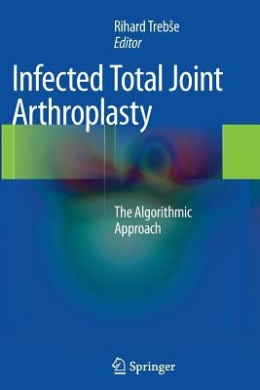 Rihard Trebše
Editor
Infected Total Joint
Arthroplasty
The Algorithmic
Approach
Springer